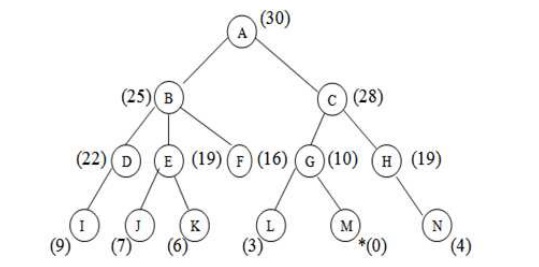 A (30)
(25) B C (28)
(22) D E (19) F (16) G (10) H (19)
I J K L M N
(9) (7) (6) (3) *(0) (4)